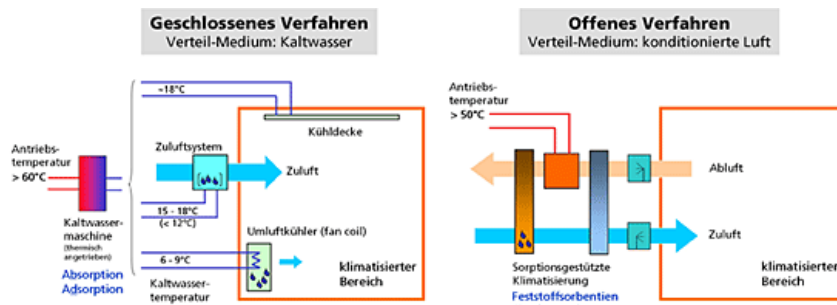 Geschlossenes Verfahren
Verteil-Medium: Kaltwasser
~18°C
Kühldecke
Antriebs-
temperatur
> 60°C
Zuluftsystem
Zuluft
15 - 18°C
(< 12°C)
Kaltwasser-
maschine
(thermisch
angetrieben)
Absorption
Adsorption
Umluftkühler (fan coil)
6 - 9°C
Kaltwasser-
temperatur
klimatisierter
Bereich
Offenes Verfahren
Verteil-Medium: konditionierte Luft
Antriebs-
temperatur
> 50°C
Abluft
Zuluft
Sorptionsgestützte
Klimatisierung
Feststoffsorbentien
klimatisierter
Bereich